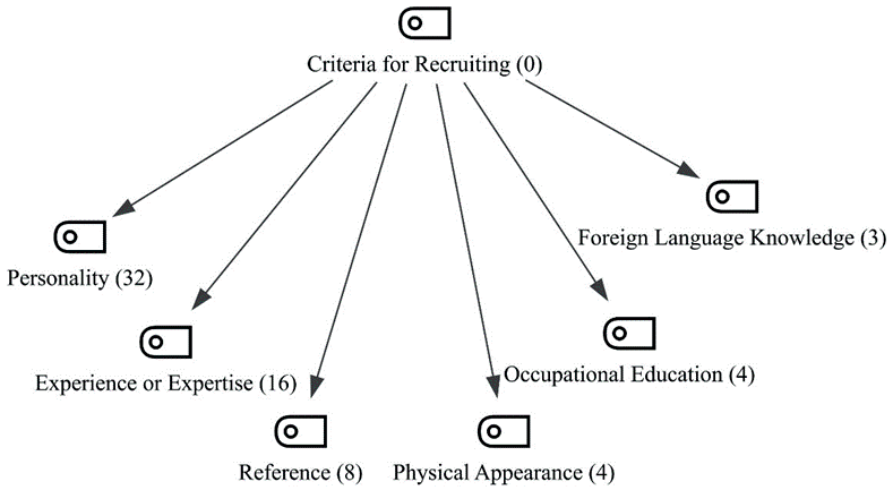 Criteria for Recruiting (0)
Foreign Language Knowledge (3)
Personality (32)
Occupational Education (4)
Experience or Expertise (16)
Reference (8)
Physical Appearance (4)